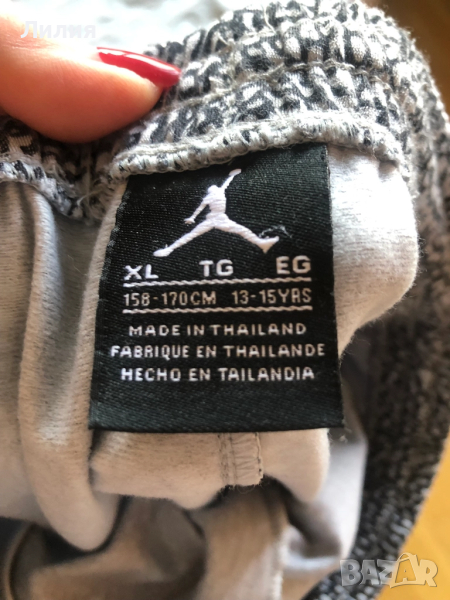 Лилия
XL TG EG
158-170CM 13-15YRS
MADE IN THAILAND
FABRIQUE EN THAILANDE
HECHO EN TAILANDIA
BAZAR